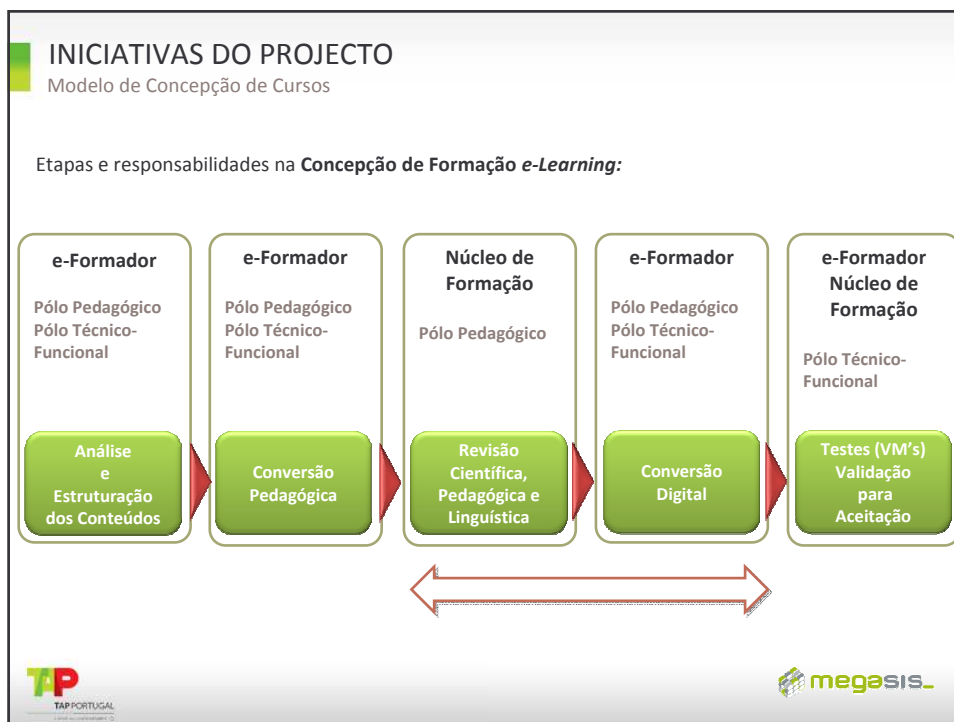 INICIATIVAS DO PROJECTO
Modelo de Concepção de Cursos
Etapas e responsabilidades na Concepção de Formação e-Learning:
e-Formador
Pólo Pedagógico
Pólo Técnico-
Funcional
Análise
e
Estruturação
dos Conteúdos
e-Formador
Pólo Pedagógico
Pólo Técnico-
Funcional
Conversão
Pedagógica
Núcleo de
Formação
Pólo Pedagógico
Revisão
Científica,
Pedagógica e
Linguística
e-Formador
Pólo Pedagógico
Pólo Técnico-
Funcional
Conversão
Digital
e-Formador
Núcleo de
Formação
Pólo Técnico-
Funcional
Testes (VM's)
Validação
para
Aceitação
TAP
TAP PORTUGAL
megasis_